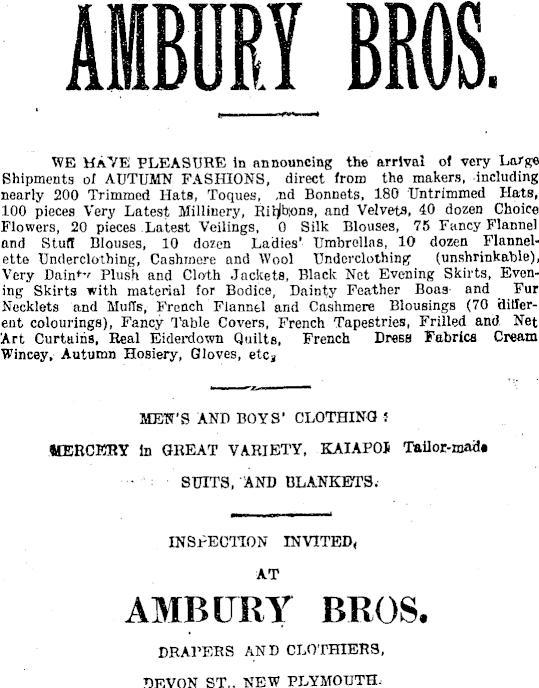 AMBURY BROS.
WE HAVE PLEASURE in announcing the arrival of very Large
Shipments of AUTUMN FASHIONS, direct from the makers, including
nearly 200 Trimmed Hats, Toques, and Bonnets, 180 Untrimmed Hats,
100 pieces Very Latest Millinery, Ribbons, and Velvets, 40 dozen Choice
Flowers, 20 pieces Latest Veilings, 0 Silk Blouses, 75 Fancy Flannel
and Stuff Blouses, 10 dozen Ladies' Umbrellas, 10 dozen Flannel-
ette Underclothing, Cashmere and Wool Underclothing (unshrinkable),
Very Dainty Plush and Cloth Jackets, Black Net Evening Skirts, Even-
ing Skirts with material for Bodice, Dainty Feather Boas and Fur
Necklets and Muffs, French Flannel and Cashmere Blousings (70 differ-
ent colourings), Fancy Table Covers, French Tapestries, Frilled and Net
Art Curtains, Real Eiderdown Quilts, French Dress Fabrics Cream
Wincey, Autumn Hosiery, Gloves, etc,
MEN'S AND BOYS' CLOTHING :
MERCERY in GREAT VARIETY, KAIAPOI Tailor-made
SUITS, AND BLANKETS.
INSPECTION INVITED,
AT
AMBURY BROS.
DRAPERS AND CLOTHIERS,
DEVON ST., NEW PLYMOUTH.